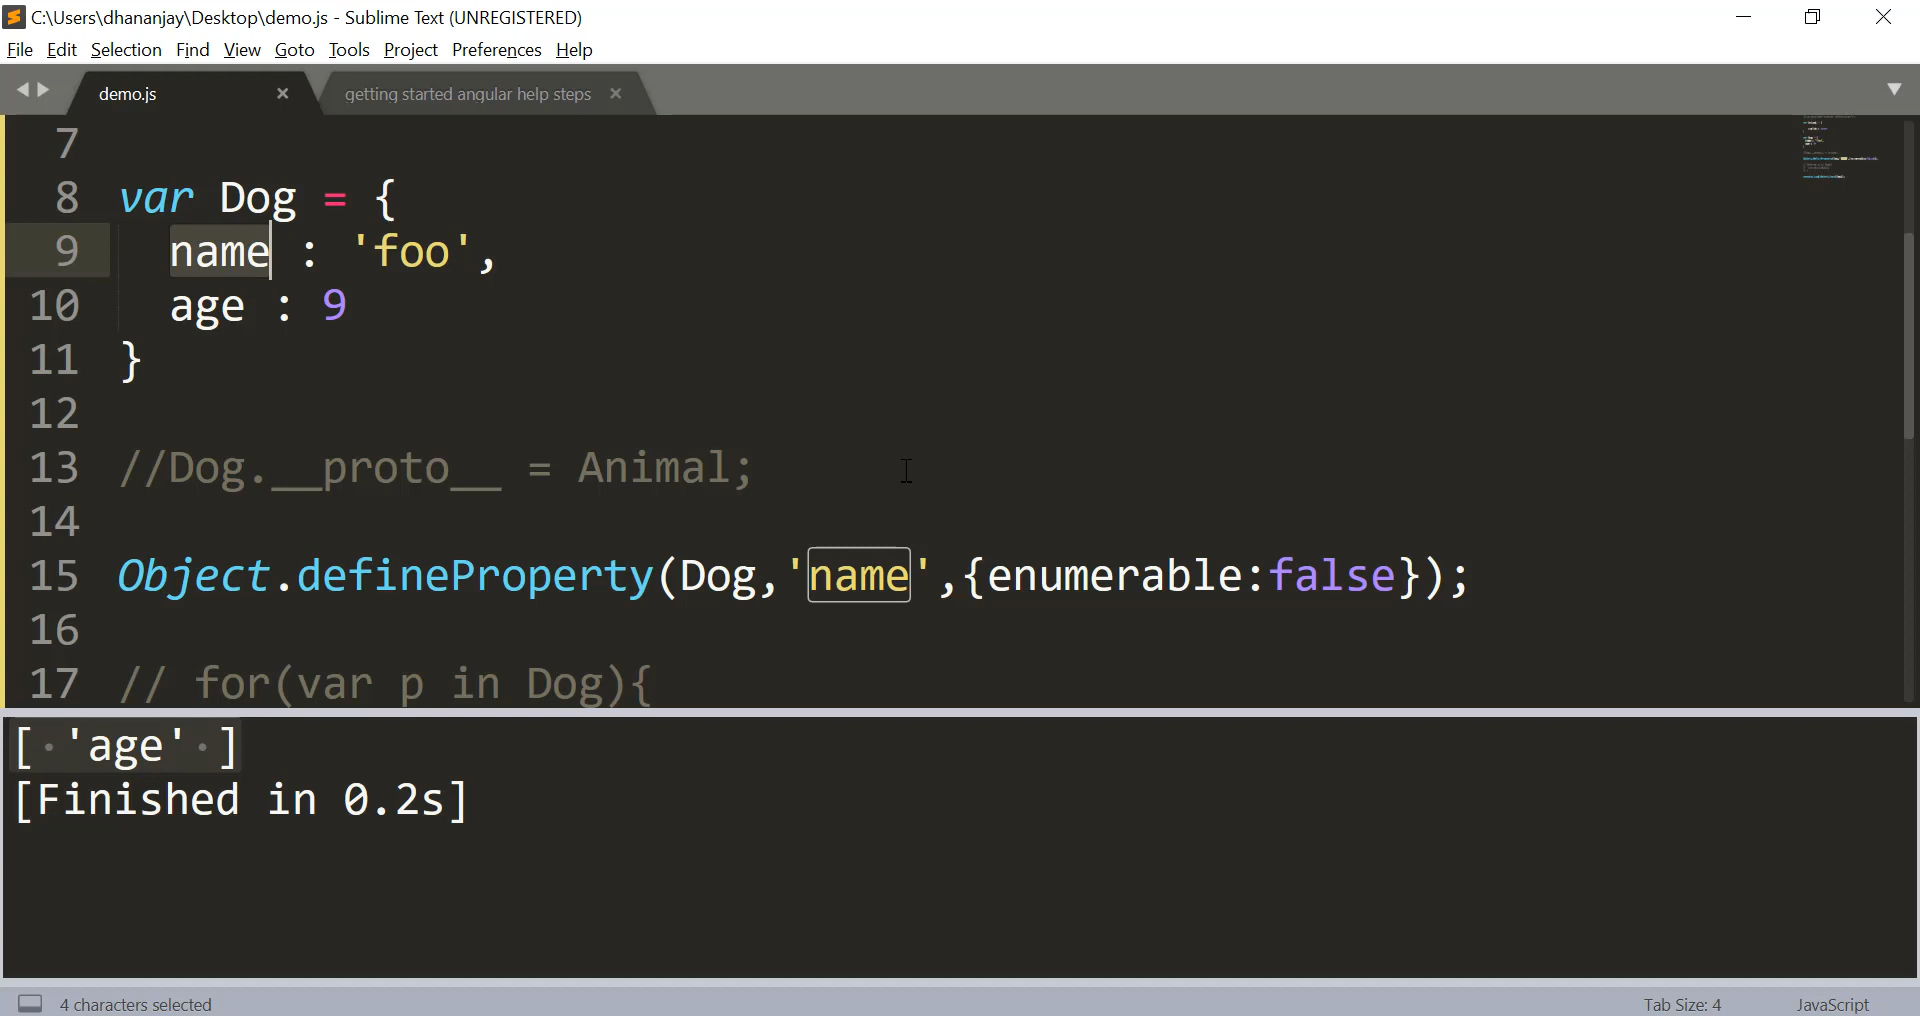 C:\Users\dhananjay\Desktop\demo.js - Sublime Text (UNREGISTERED)
File Edit Selection Find View Goto Tools Project Preferences Help
demo.js getting started angular help steps
7
8 var Dog = {
9 name : 'foo',
10 age : 9
11 }
12
13 //Dog.__proto__ = Animal;
14
15 Object.defineProperty(Dog,'name',{enumerable:false});
16
17 // for(var p in Dog){
[ 'age' ]
[Finished in 0.2s]
4 characters selected Tab Size: 4 JavaScript